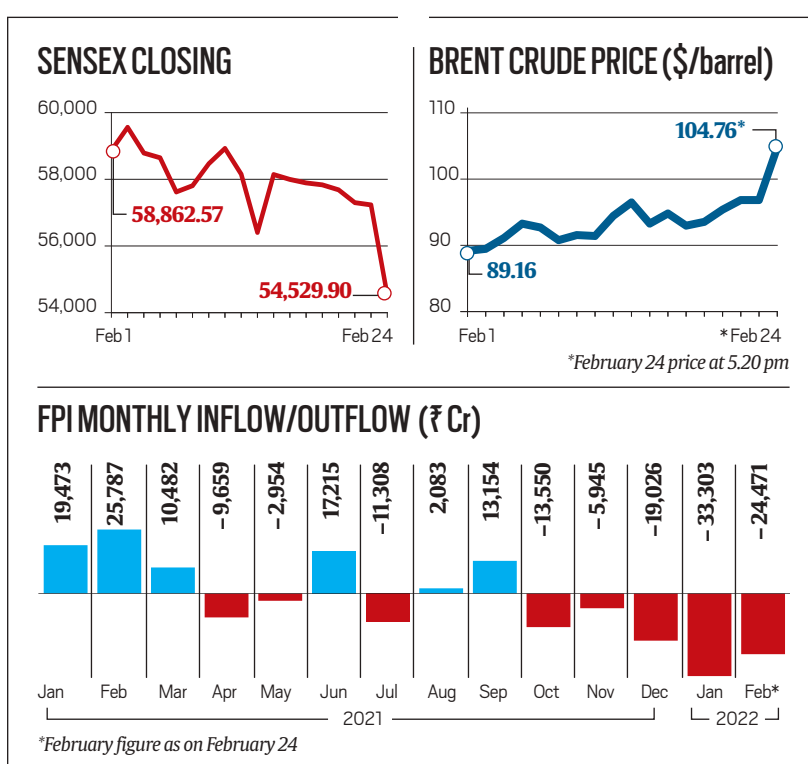 SENSEX CLOSING
60,000
58,000
56,000
54,000
58,862.57
54,529.90
Feb 1
Feb 24
BRENT CRUDE PRICE ($/barrel)
110
100
90
80
104.76*
89.16
Feb 1
*Feb 24
*February 24 price at 5.20 pm
FPI MONTHLY INFLOW/OUTFLOW (₹ Cr)
19,473
25,787
10,482
–9,659
–2,954
17,215
–11,308
2,083
13,154
–13,550
–5,945
–19,026
–33,303
–24,471
Jan Feb Mar Apr May Jun Jul Aug Sep Oct Nov Dec Jan Feb*
2021 2022
*February figure as on February 24